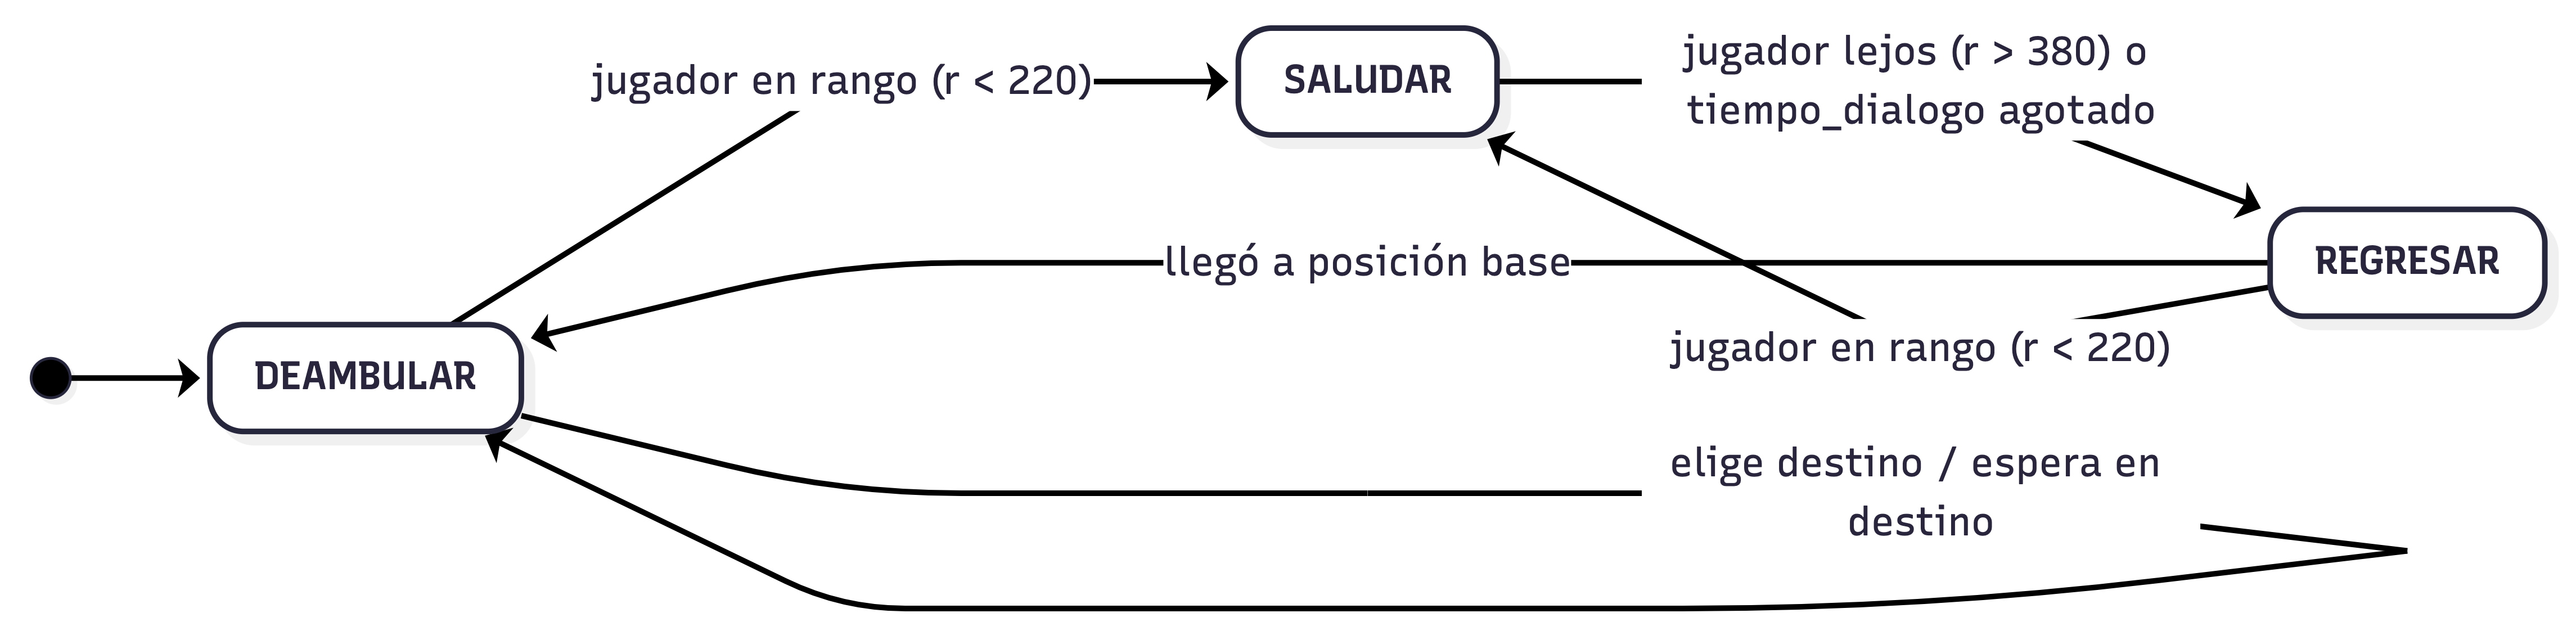 jugador en rango (r < 220)
SALUDAR
jugador lejos (r > 380) o
tiempo_dialogo agotado
llegó a posición base
REGRESAR
jugador en rango (r < 220)
DEAMBULAR
elige destino / espera en
destino